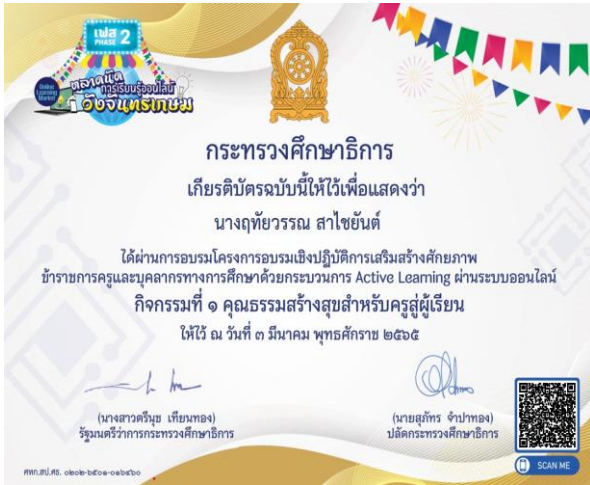 เฟส 2
PHASE 2
Online Learning Market
ตลาดนัด
การเรียนรู้ออนไลน์
วังจันทรเกษม
กระทรวงศึกษาธิการ
เกียรติบัตรฉบับนี้ให้ไว้เพื่อแสดงว่า
นางฤทัยวรรณ สาไชยันต์
ได้ผ่านการอบรมโครงการอบรมเชิงปฏิบัติการเสริมสร้างศักยภาพ
ข้าราชการครูและบุคลากรทางการศึกษาด้วยกระบวนการ Active Learning ผ่านระบบออนไลน์
กิจกรรมที่ ๑ คุณธรรมสร้างสุขสำหรับครูสู่ผู้เรียน
ให้ไว้ ณ วันที่ ๓ มีนาคม พุทธศักราช ๒๕๖๕
(นางสาวตรีนุช เทียนทอง)
รัฐมนตรีว่าการกระทรวงศึกษาธิการ
(นายสุภัทร จำปาทอง)
ปลัดกระทรวงศึกษาธิการ
SCAN ME